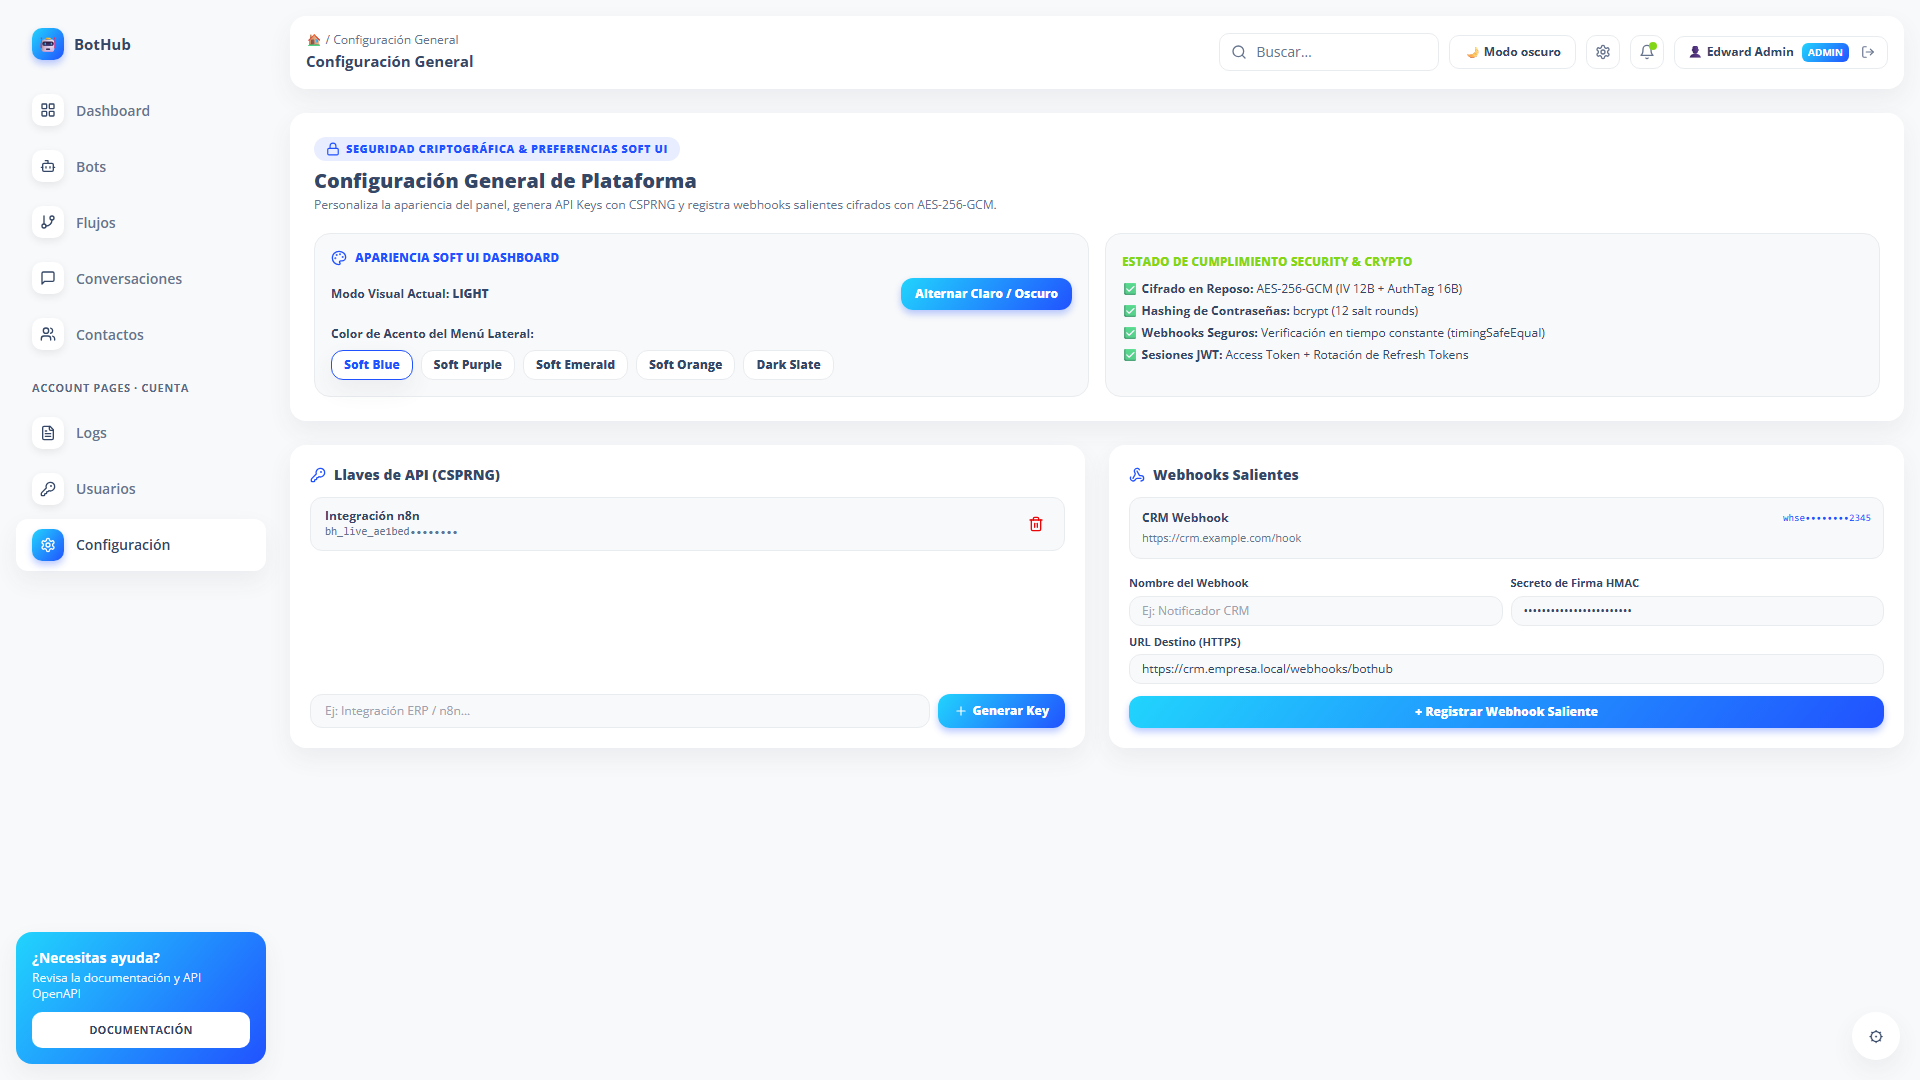 BotHub
Dashboard
Bots
Flujos
Conversaciones
Contactos
ACCOUNT PAGES · CUENTA
Logs
Usuarios
Configuración
¿Necesitas ayuda?
Revisa la documentación y API
OpenAPI
DOCUMENTACIÓN
/ Configuración General
Configuración General
Buscar...
Modo oscuro
Edward Admin
ADMIN
SEGURIDAD CRIPTOGRÁFICA & PREFERENCIAS SOFT UI
Configuración General de Plataforma
Personaliza la apariencia del panel, genera API Keys con CSPRNG y registra webhooks salientes cifrados con AES-256-GCM.
APARIENCIA SOFT UI DASHBOARD
Modo Visual Actual: LIGHT
Alternar Claro / Oscuro
Color de Acento del Menú Lateral:
Soft Blue
Soft Purple
Soft Emerald
Soft Orange
Dark Slate
ESTADO DE CUMPLIMIENTO SECURITY & CRYPTO
✅ Cifrado en Reposo: AES-256-GCM (IV 12B + AuthTag 16B)
✅ Hashing de Contraseñas: bcrypt (12 salt rounds)
✅ Webhooks Seguros: Verificación en tiempo constante (timingSafeEqual)
✅ Sesiones JWT: Access Token + Rotación de Refresh Tokens
Llaves de API (CSPRNG)
Integración n8n
bh_live_ae1bed••••••••
Ej: Integración ERP / n8n...
+ Generar Key
Webhooks Salientes
CRM Webhook
whse••••••••2345
https://crm.example.com/hook
Nombre del Webhook
Secreto de Firma HMAC
Ej: Notificador CRM
••••••••••••••••••••••••
URL Destino (HTTPS)
https://crm.empresa.local/webhooks/bothub
+ Registrar Webhook Saliente